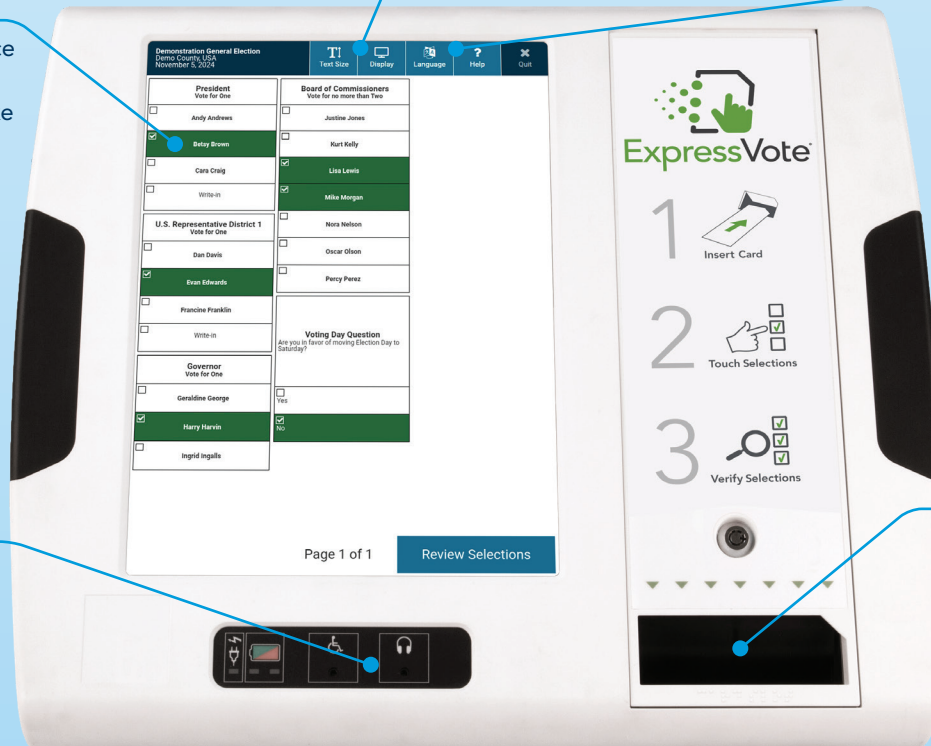 Demonstration General Election
Demo County, USA
November 5, 2024
Text Size
Display
Language
?
Help
Quit
President
Vote for One
Andy Andrews
Betsy Brown
Cara Craig
Write-in
U.S. Representative District 1
Vote for One
Dan Davis
Evan Edwards
Francine Franklin
Write-in
Governor
Vote for One
Geraldine George
Harry Harvin
Ingrid Ingalls
Board of Commissioners
Vote for no more than Two
Justine Jones
Kurt Kelly
Lisa Lewis
Mike Morgan
Nora Nelson
Oscar Olson
Percy Perez
Voting Day Question
Are you in favor of moving Election Day to
Saturday?
Yes
No
Page 1 of 1
Review Selections
ExpressVote
1
Insert Card
2
Touch Selections
3
Verify Selections